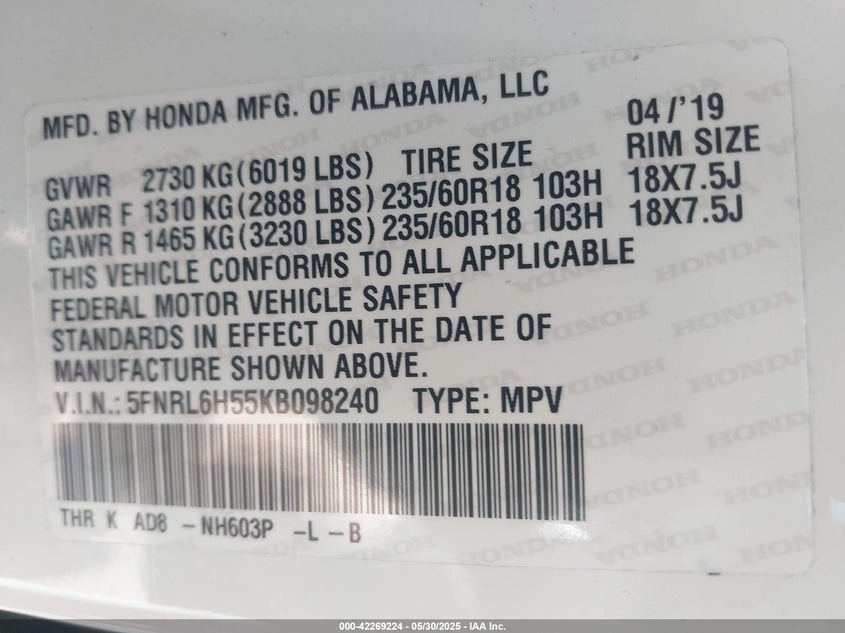 MFD. BY HONDA MFG. OF ALABAMA, LLC 04/'19
GVWR 2730 KG (6019 LBS) TIRE SIZE RIM SIZE
GAWR F 1310 KG (2888 LBS) 235/60R18 103H 18X7.5J
GAWR R 1465 KG (3230 LBS) 235/60R18 103H 18X7.5J
THIS VEHICLE CONFORMS TO ALL APPLICABLE
FEDERAL MOTOR VEHICLE SAFETY
STANDARDS IN EFFECT ON THE DATE OF
MANUFACTURE SHOWN ABOVE.
V.I.N.: 5FNRL6H55KB098240 TYPE: MPV
THR K AD8 - NH603P - L - B
000-42269224 - 05/30/2025 - IAA Inc.